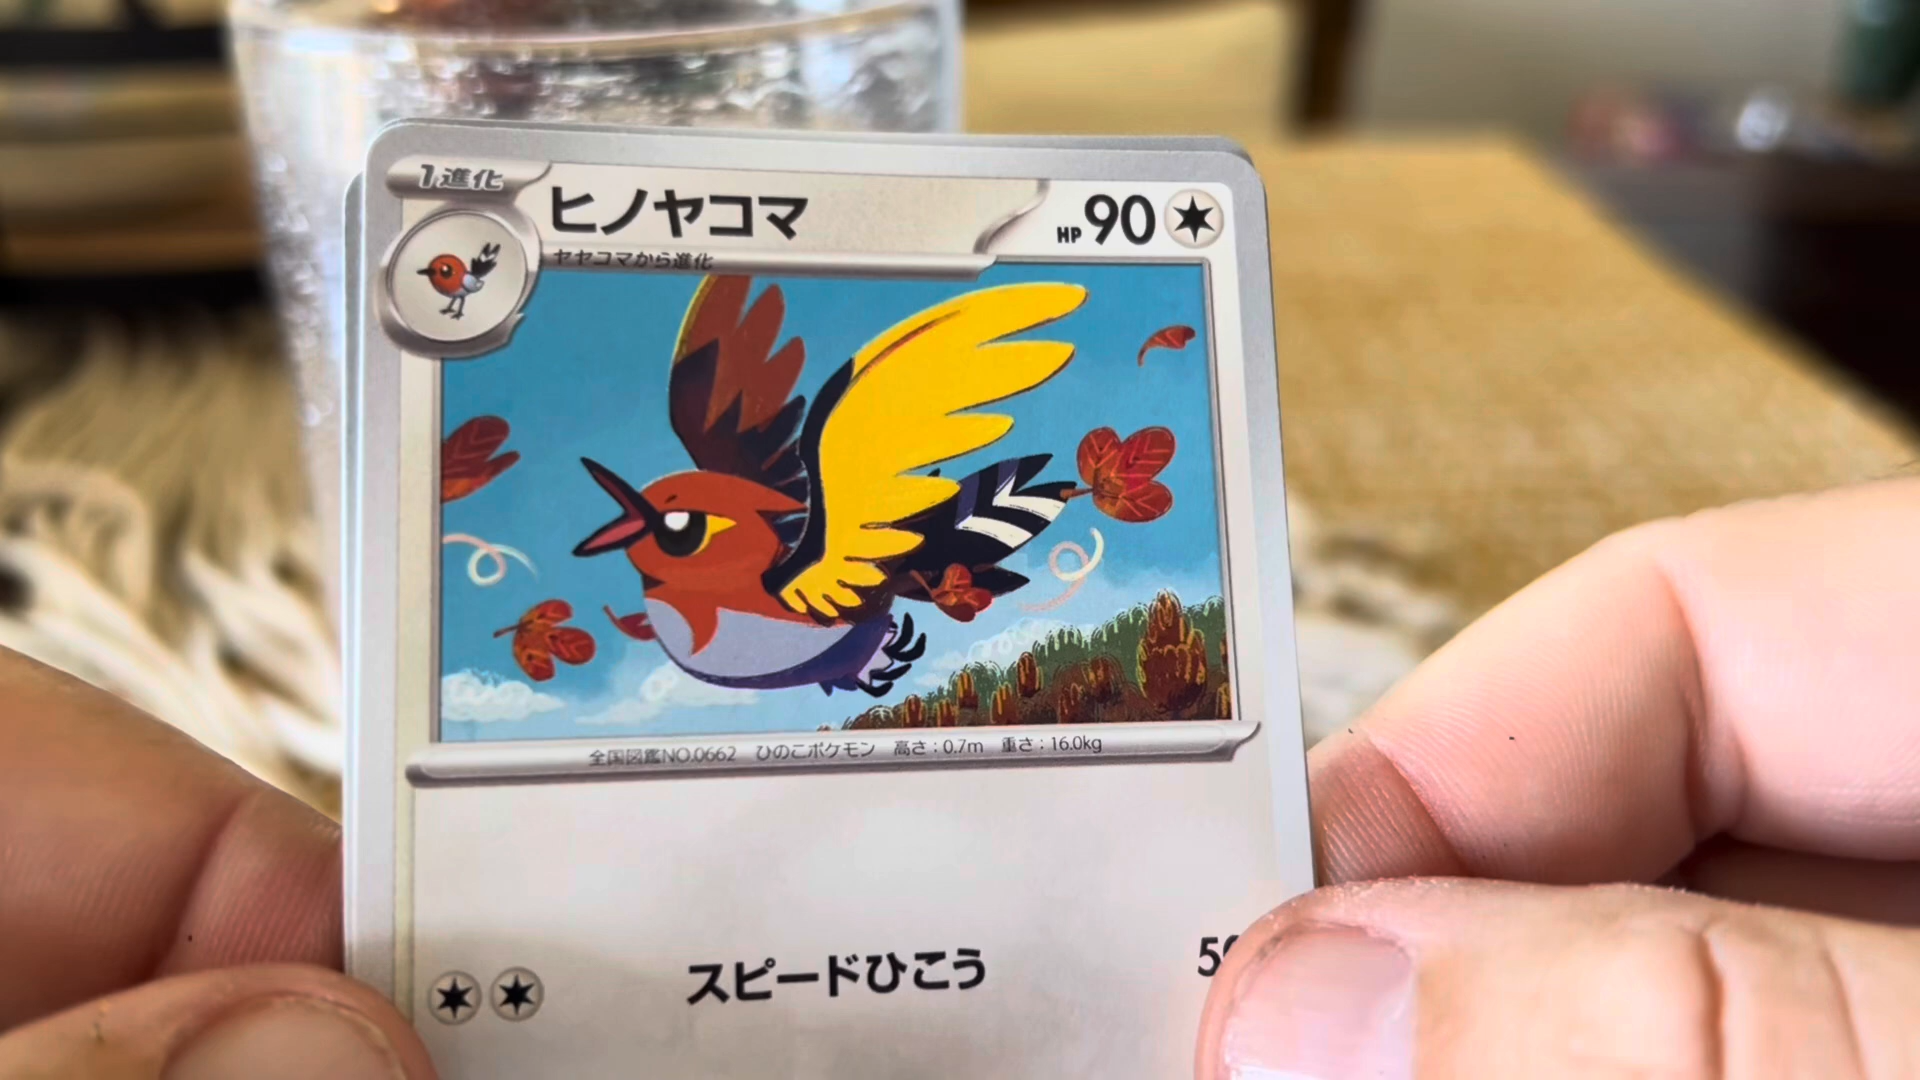 1進化
ヒノヤコマ
HP90
ヤヤコマから進化
全国図鑑NO.0662 ひのこポケモン 高さ:0.7m 重さ:16.0kg
スピードひこう